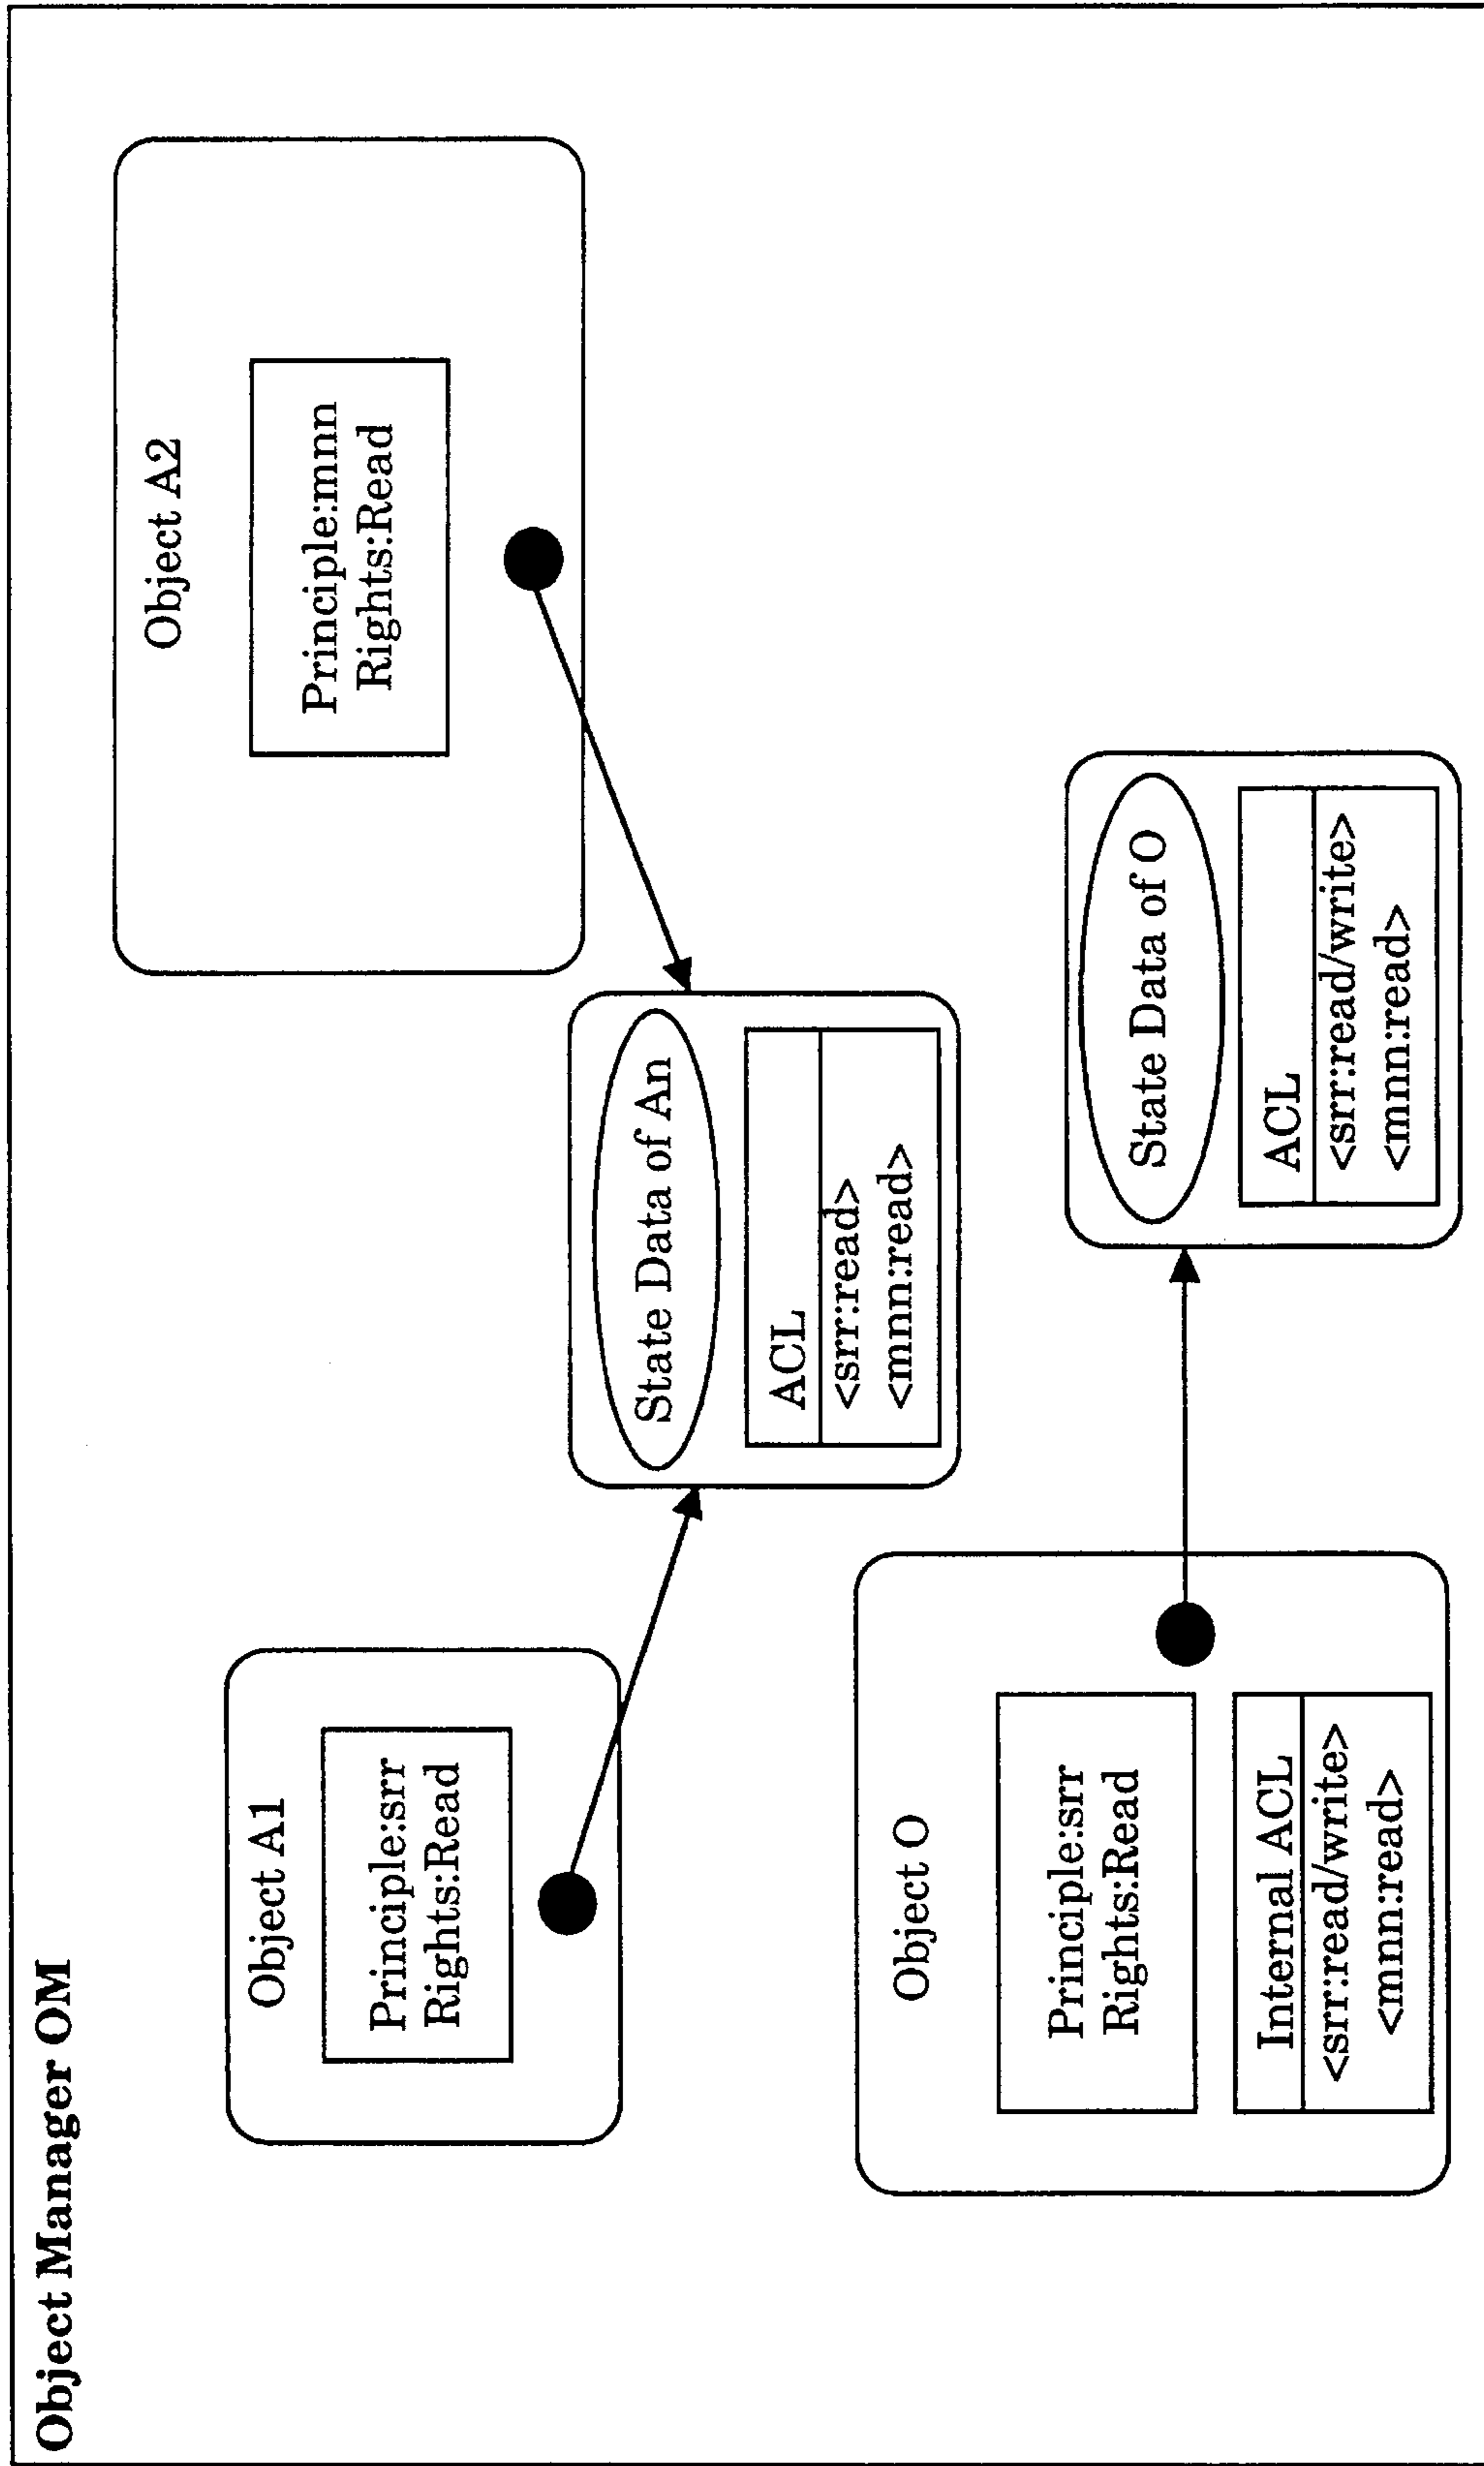 Object Manager OM
Object A1
Principle:srr
Rights:Read
Object A2
Principle:mnn
Rights:Read
State Data of An
ACL
<srr:read>
<mnn:read>
Object O
Principle:srr
Rights:Read
Internal ACL
<srr:read/write>
<mnn:read>
State Data of O
ACL
<srr:read/write>
<mnn:read>